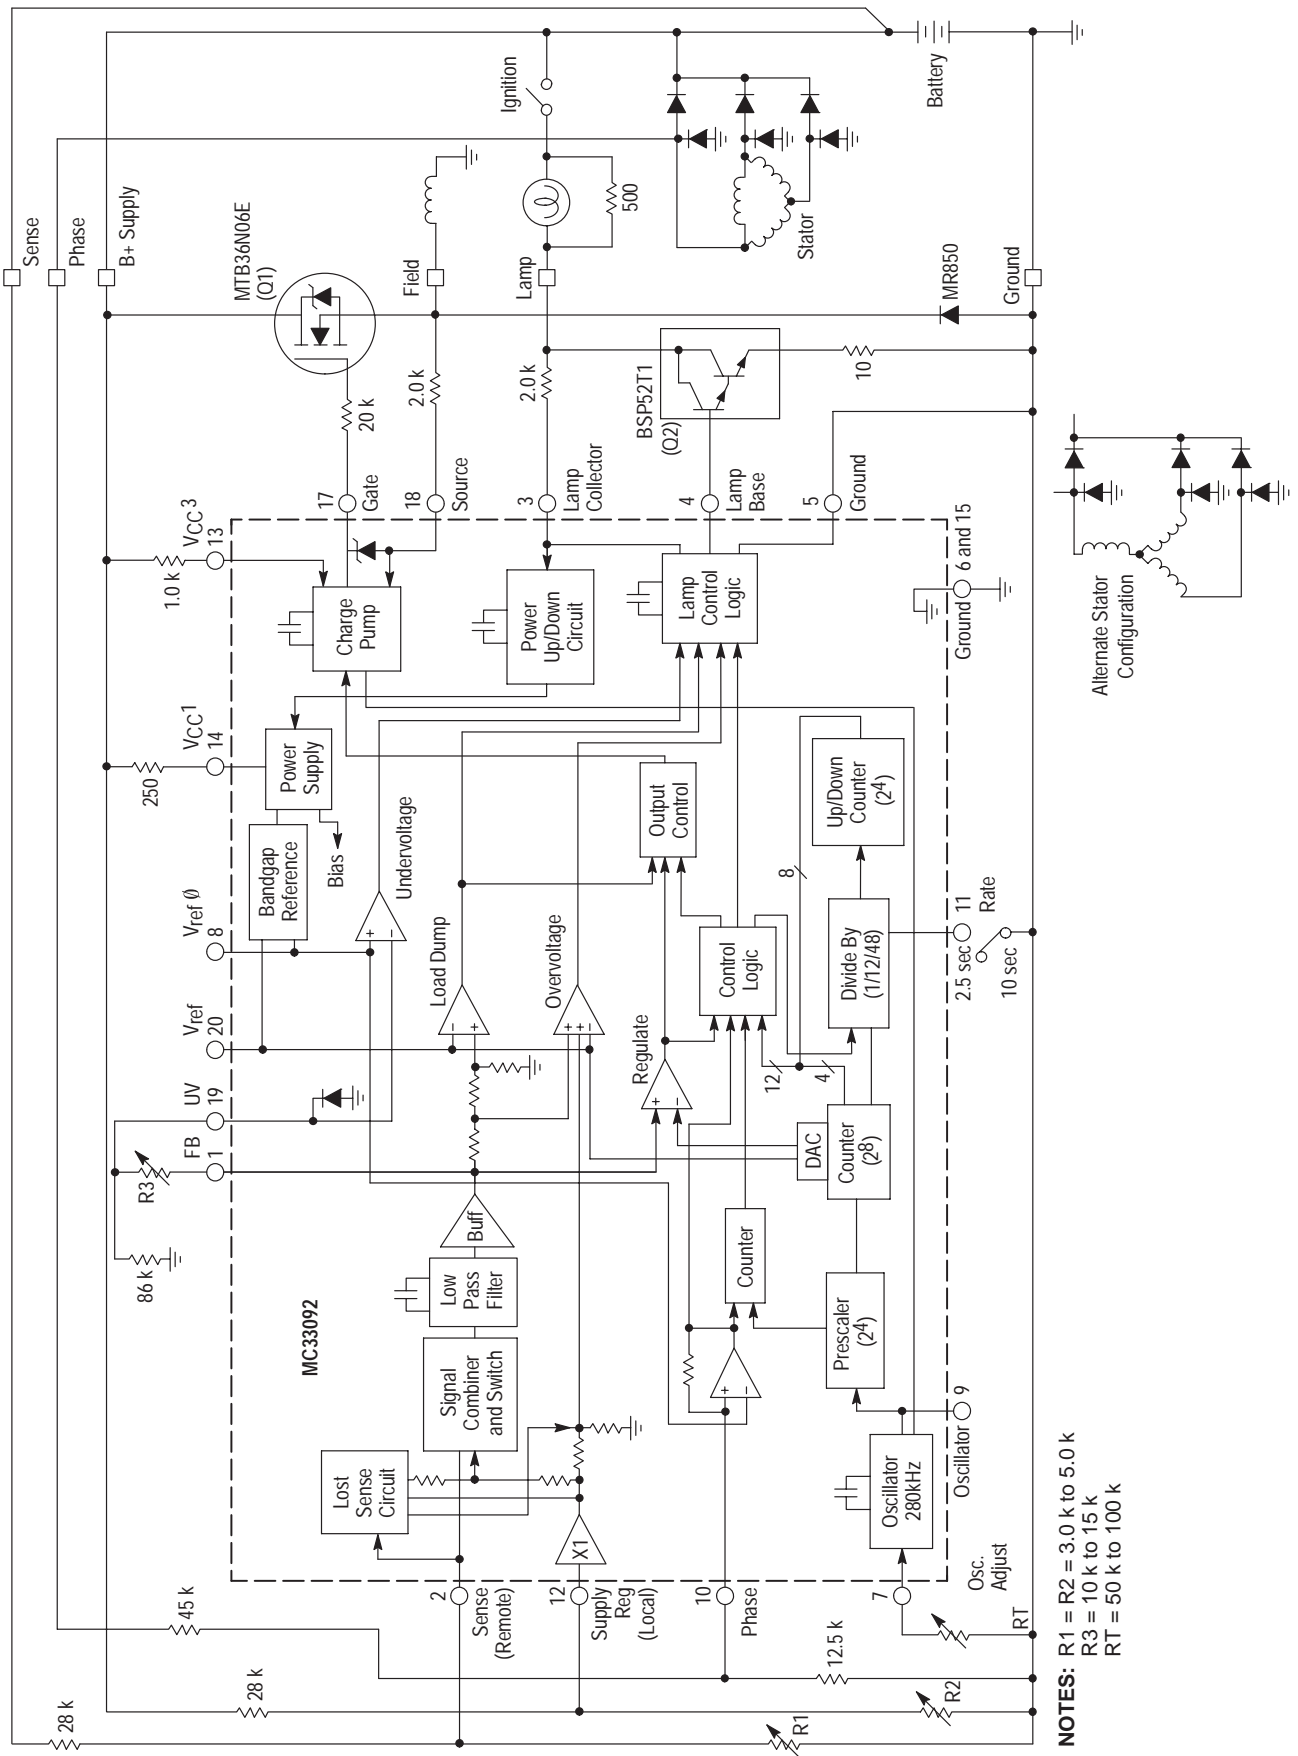 Sense
Phase
B+ Supply
MTB36N06E
(Q1)
Field
Ignition
500
Lamp
Stator
Battery
MR850
Ground
20 k
2.0 k
2.0 k
BSP52T1
(Q2)
10
1.0 k
VCC3
13
17
Gate
18
Source
3
Lamp
Collector
4
Lamp
Base
5
Ground
250
VCC1
14
Charge
Pump
Power
Up/Down
Circuit
Lamp
Control
Logic
Ground
6 and 15
Power
Supply
Bandgap
Reference
Bias
Undervoltage
Output
Control
Up/Down
Counter
(24)
8
Vref Ø
8
Vref
20
UV
19
FB
1
R3
86 k
+
–
Load Dump
–
+
Overvoltage
+
+
–
Regulate
+
–
Control
Logic
Divide By
(1/12/48)
11
Rate
2.5 sec
10 sec
12
4
DAC
Counter
(28)
Buff
Low
Pass
Filter
Counter
Prescaler
(24)
MC33092
Signal
Combiner
and Switch
Lost
Sense
Circuit
X1
+
–
Oscillator
280kHz
9
Oscillator
2
Sense
(Remote)
12
Supply
Reg
(Local)
10
Phase
7
Osc.
Adjust
45 k
28 k
28 k
12.5 k
R1
R2
RT
Alternate Stator
Configuration
NOTES: R1 = R2 = 3.0 k to 5.0 k
R3 = 10 k to 15 k
RT = 50 k to 100 k